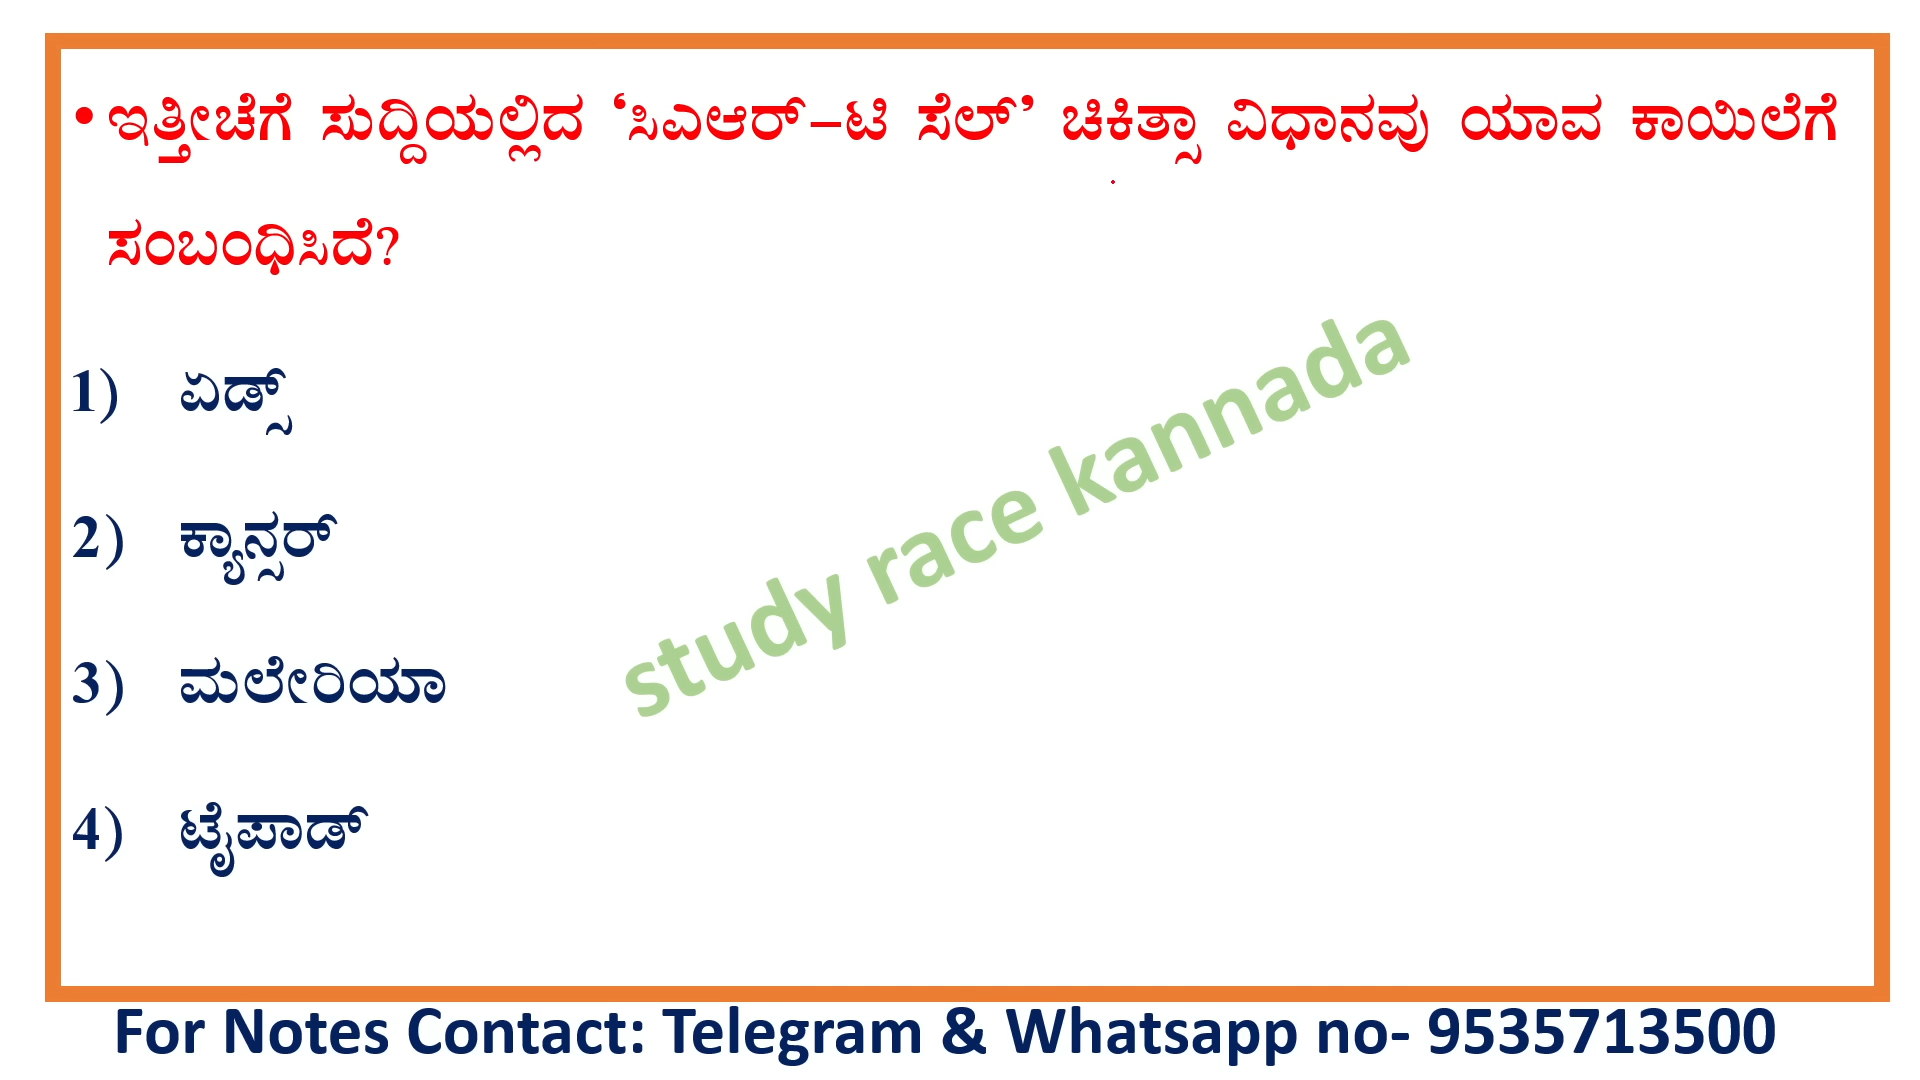 • ಇತ್ತೀಚೆಗೆ ಸುದ್ದಿಯಲ್ಲಿದ ‘ಸಿಎಆರ್–ಟಿ ಸೆಲ್’ ಚಿಕಿತ್ಸಾ ವಿಧಾನವು ಯಾವ ಕಾಯಿಲೆಗೆ
ಸಂಬಂಧಿಸಿದೆ?
1) ಏಡ್ಸ್
2) ಕ್ಯಾನ್ಸರ್
3) ಮಲೇರಿಯಾ
4) ಟೈಪಾಡ್
study race kannada
For Notes Contact: Telegram & Whatsapp no- 9535713500